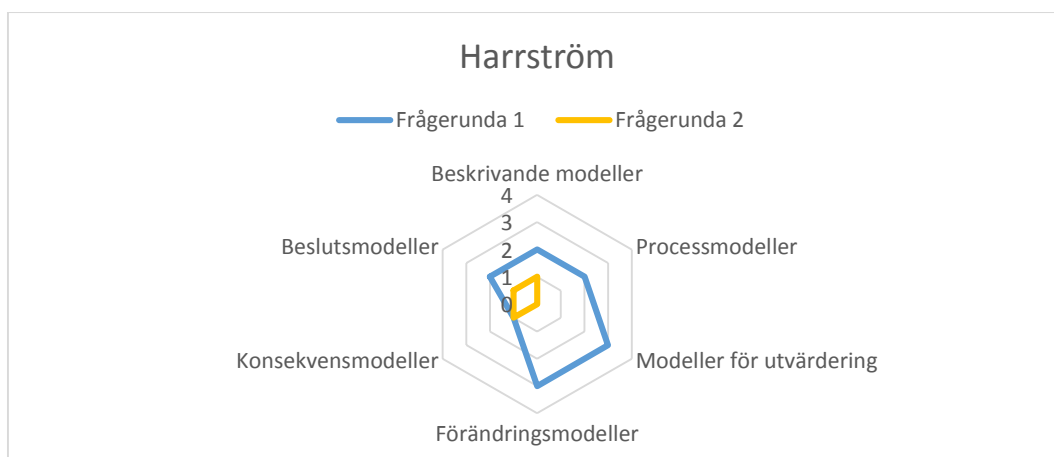 Harrström
Frågerunda 1 Frågerunda 2
Beskrivande modeller
4
3
2
1
0
Processmodeller
Modeller för utvärdering
Förändringsmodeller
Konsekvensmodeller
Beslutsmodeller